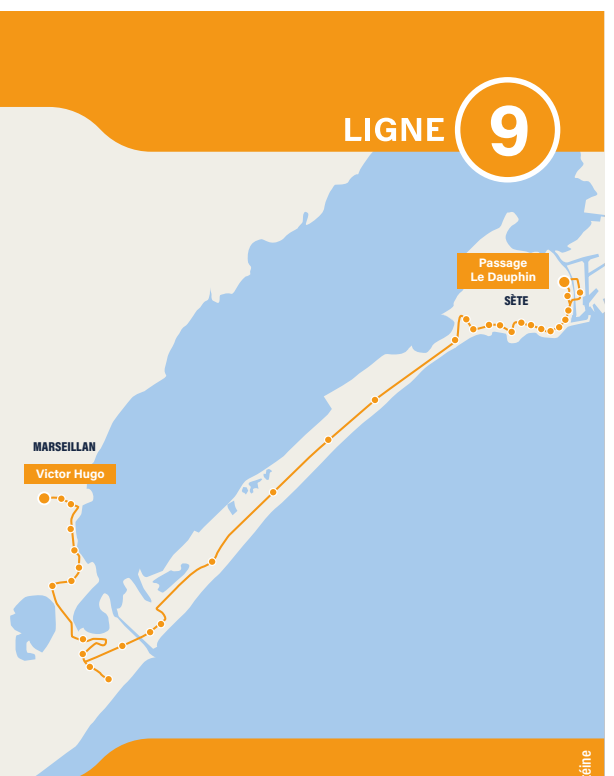 LIGNE 9
Passage
Le Dauphin
SÈTE
MARSEILLAN
Victor Hugo